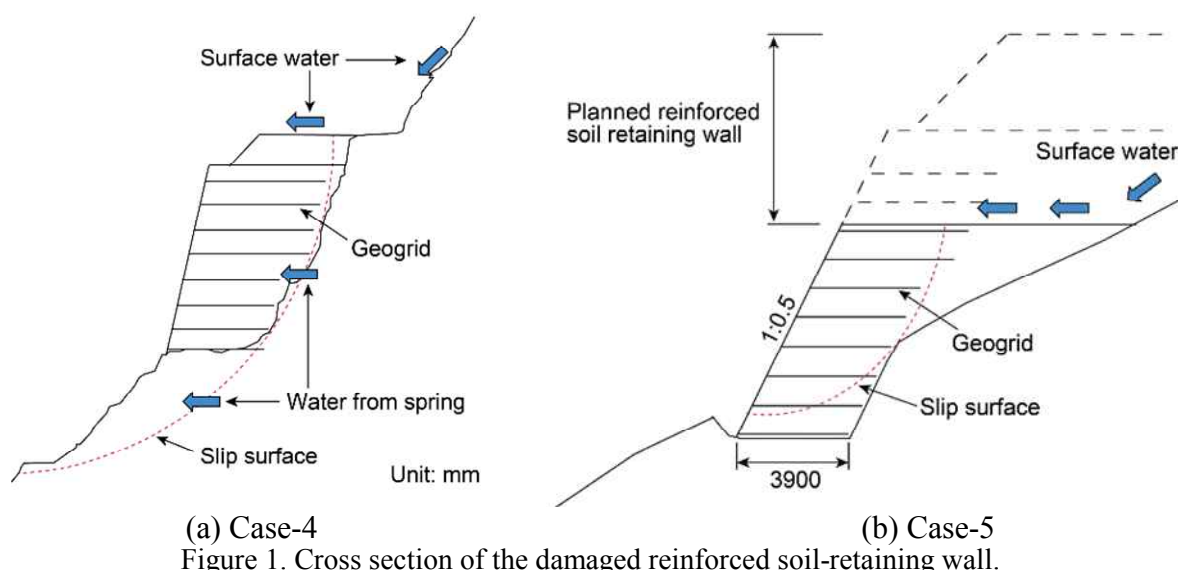 Surface water
Geogrid
Water from spring
Slip surface
Unit: mm
(a) Case-4
Planned reinforced
soil retaining wall
Surface water
1:0.5
Geogrid
Slip surface
3900
(b) Case-5
Figure 1. Cross section of the damaged reinforced soil-retaining wall.